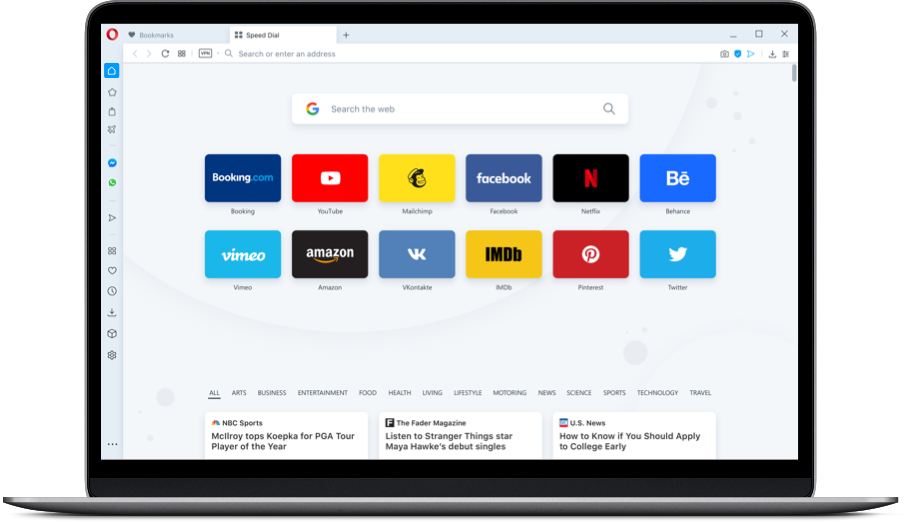 Bookmarks
Speed Dial
VPN
Search or enter an address
Search the web
Booking.com
facebook
N
Bē
Booking
YouTube
Mailchimp
Facebook
Netflix
Behance
vimeo
amazon
IMDb
Vimeo
Amazon
VKontakte
IMDb
Pinterest
Twitter
ALL ARTS BUSINESS ENTERTAINMENT FOOD HEALTH LIVING LIFESTYLE MOTORING NEWS SCIENCE SPORTS TECHNOLOGY TRAVEL
NBC Sports
McIlroy tops Koepka for PGA Tour
Player of the Year
The Fader Magazine
Listen to Stranger Things star
Maya Hawke's debut singles
U.S. News
How to Know if You Should Apply
to College Early